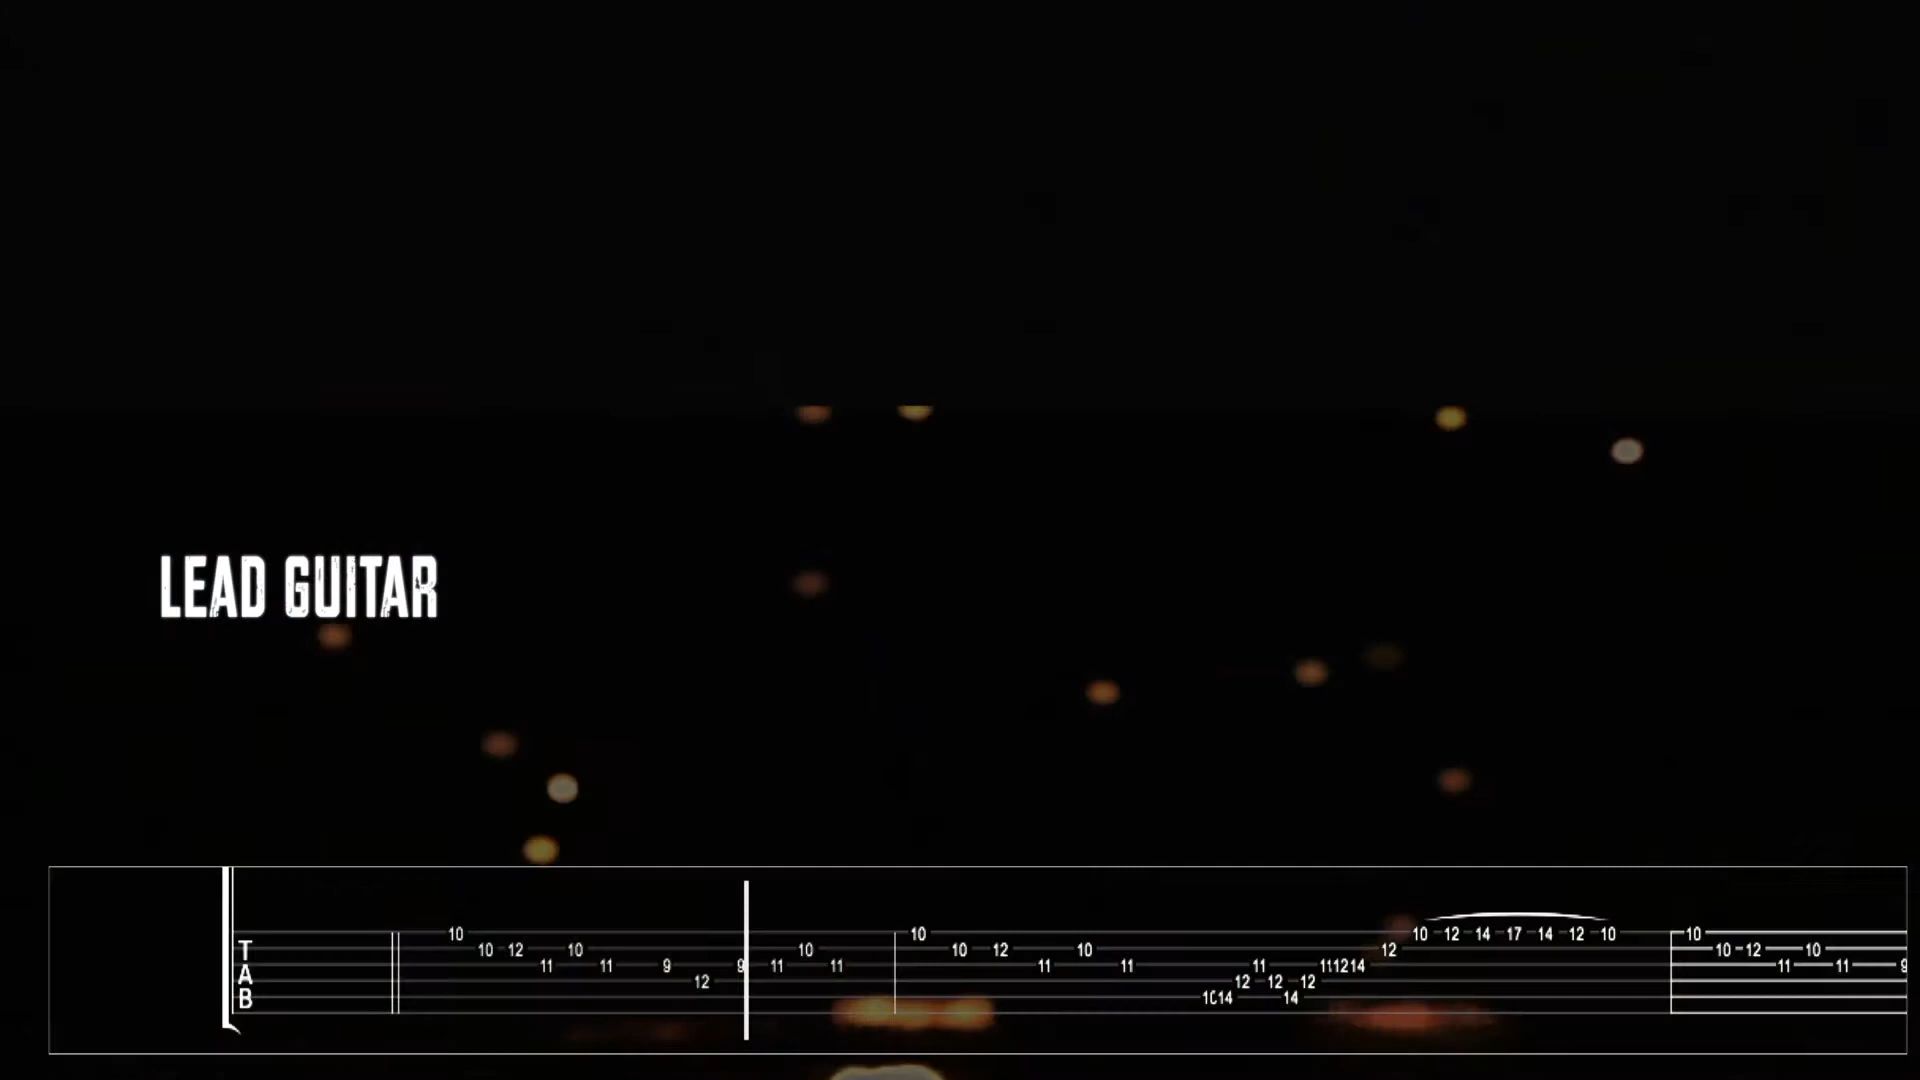 LEAD GUITAR
10 10 10 12 14 17 14 12 10 10
T 10 12 10 10 10 12 10 12 10 12 10
A 11 11 9 9 11 11 11 11 11 11 12 14 11 11 9
12 12 12 12
B 14 14